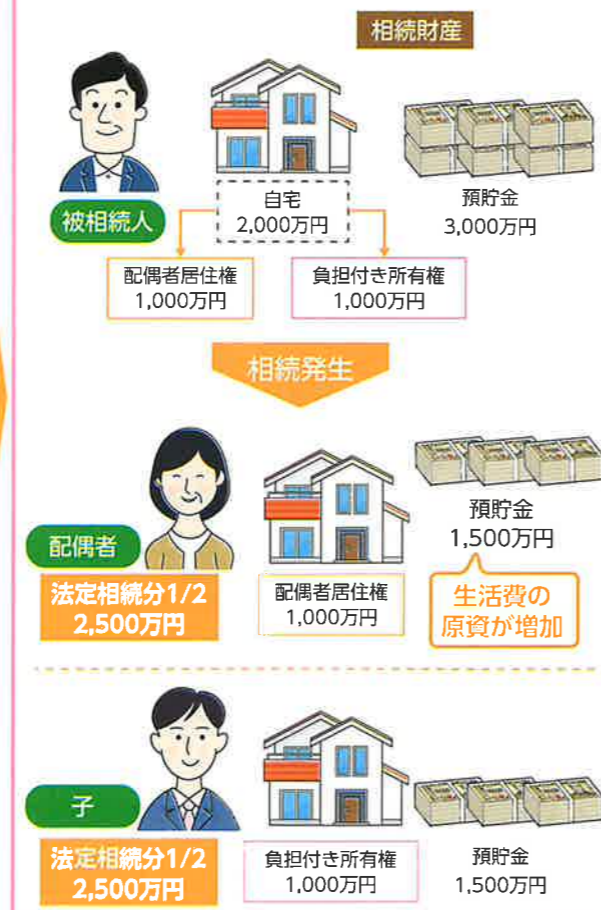 相続財産
被相続人
自宅
2,000万円
預貯金
3,000万円
配偶者居住権
1,000万円
負担付き所有権
1,000万円
相続発生
配偶者
法定相続分1/2
2,500万円
配偶者居住権
1,000万円
預貯金
1,500万円
生活費の
原資が増加
子
法定相続分1/2
2,500万円
負担付き所有権
1,000万円
預貯金
1,500万円